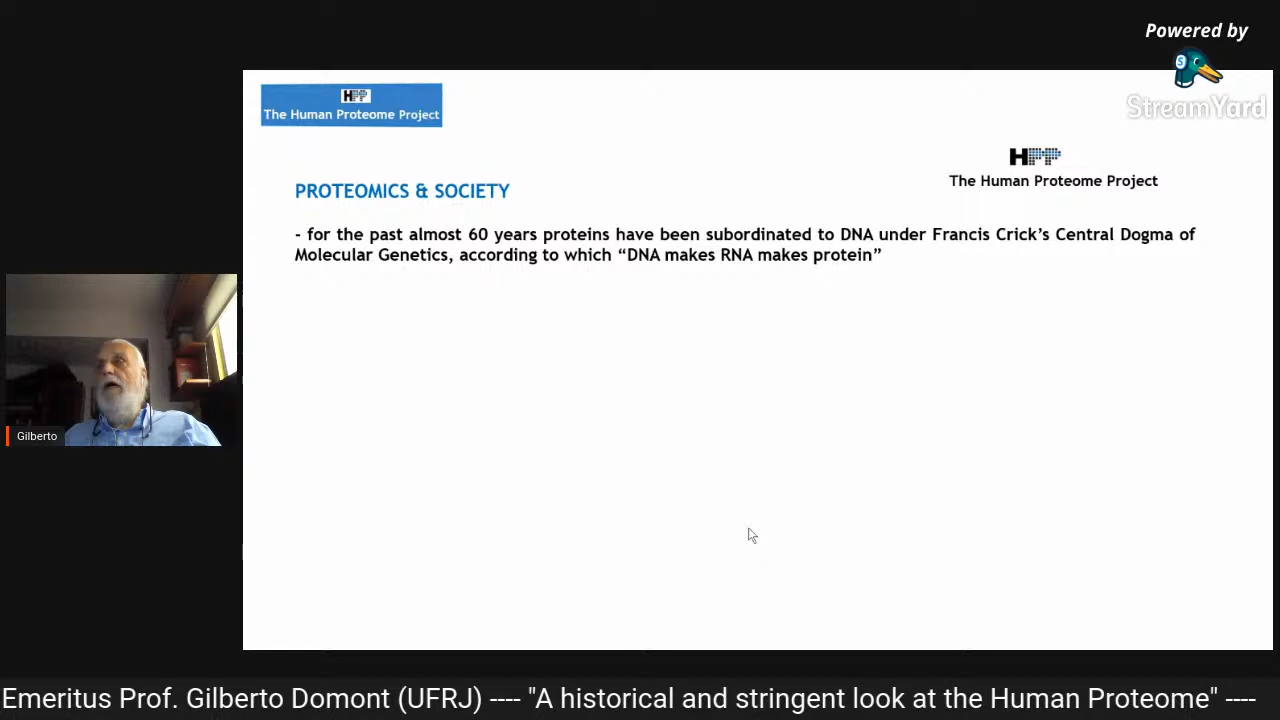 Powered by
S
StreamYard
HPP
The Human Proteome Project
HPP
The Human Proteome Project
PROTEOMICS & SOCIETY
- for the past almost 60 years proteins have been subordinated to DNA under Francis Crick’s Central Dogma of
Molecular Genetics, according to which “DNA makes RNA makes protein”
Gilberto
Emeritus Prof. Gilberto Domont (UFRJ) ---- "A historical and stringent look at the Human Proteome" ----